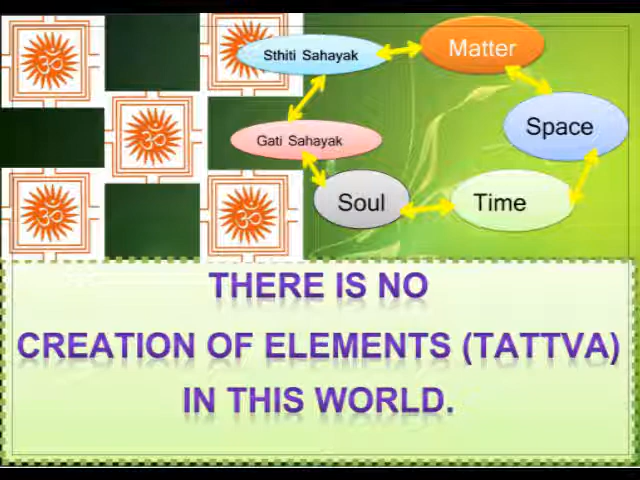 Sthiti Sahayak
Matter
Gati Sahayak
Space
Soul
Time
THERE IS NO
CREATION OF ELEMENTS (TATTVA)
IN THIS WORLD.